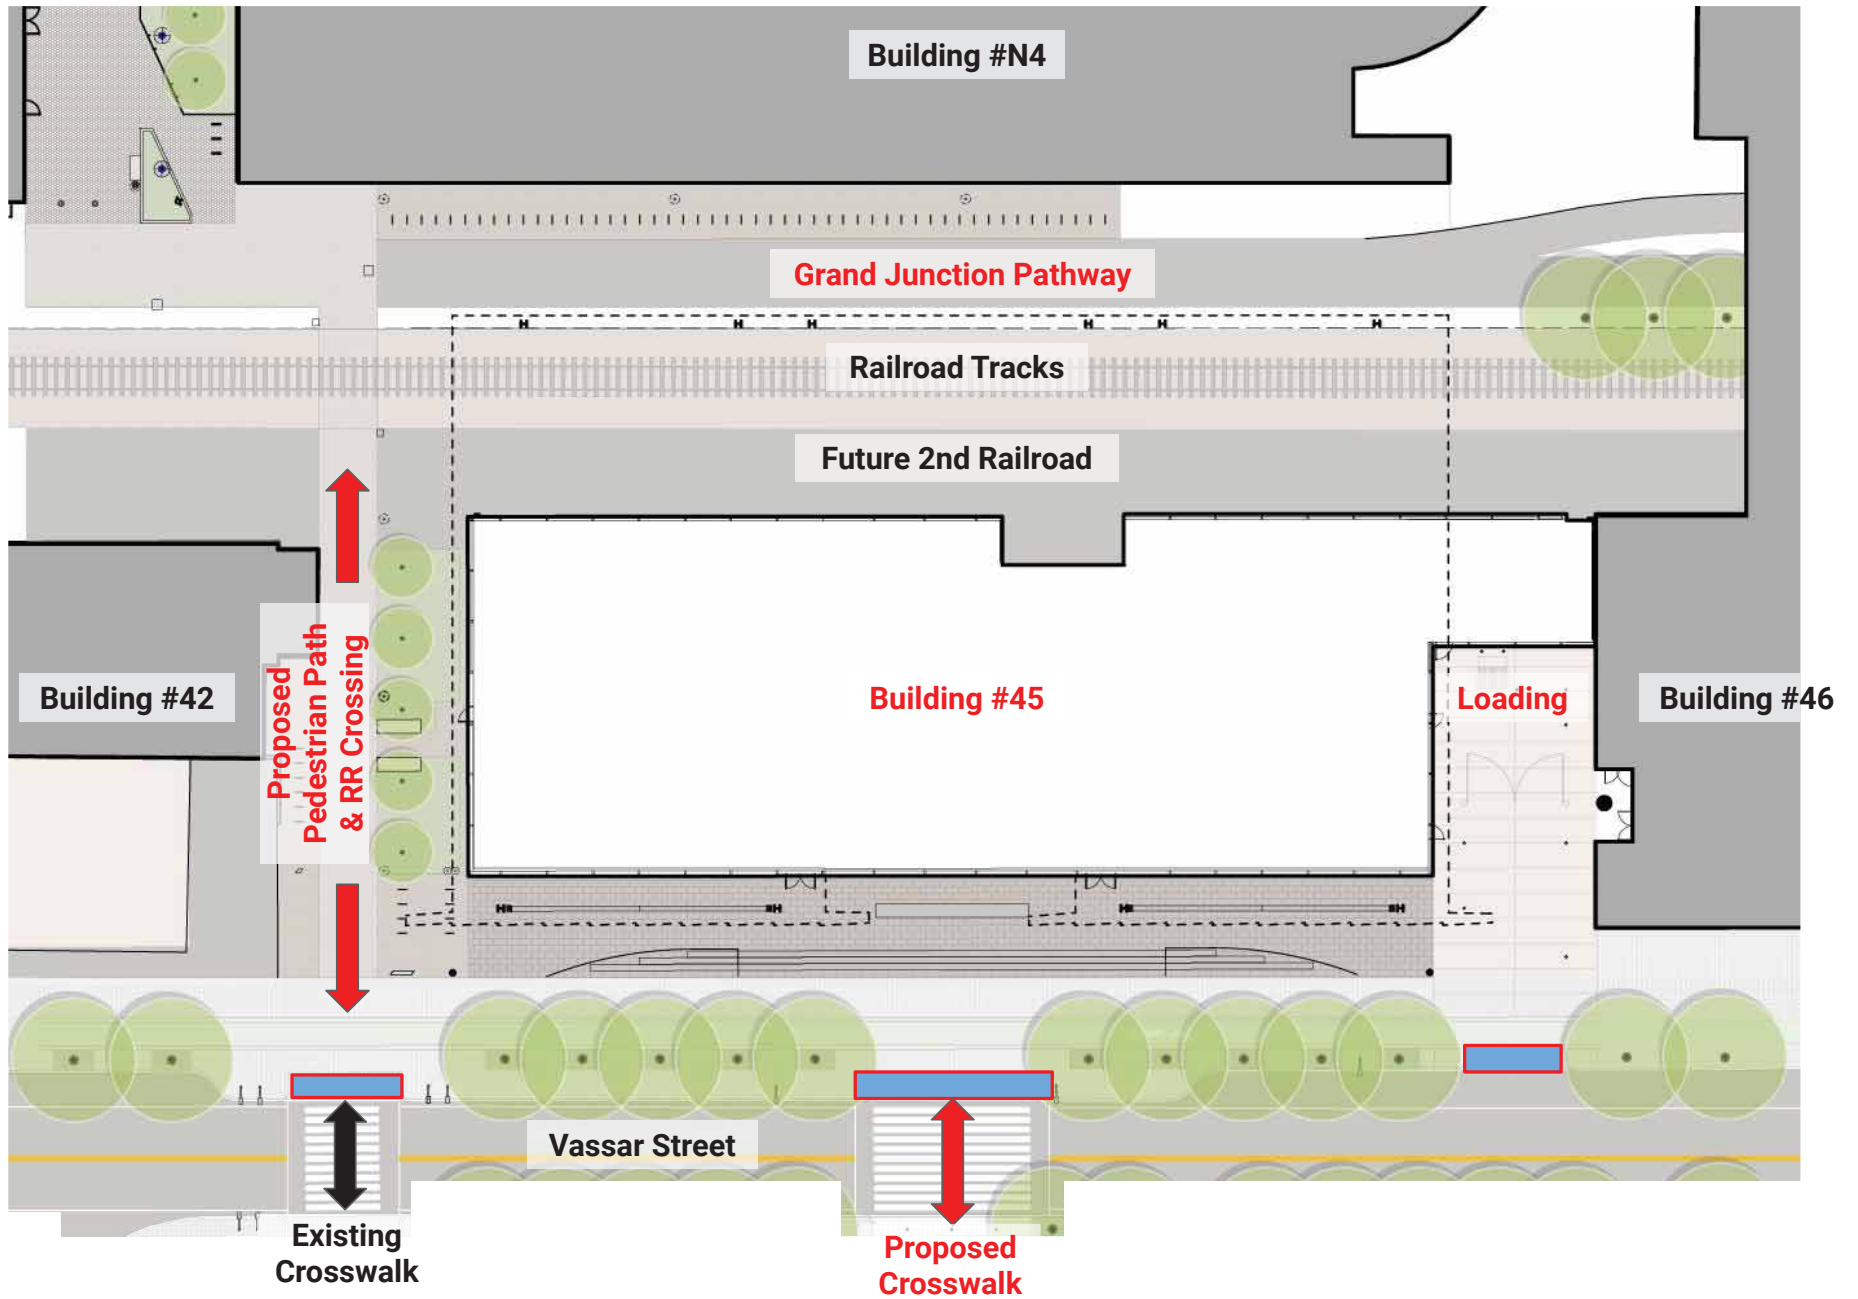 Building #N4
Grand Junction Pathway
Railroad Tracks
Future 2nd Railroad
Proposed
Pedestrian Path
& RR Crossing
Building #42
Building #45
Loading
Building #46
Vassar Street
Existing
Crosswalk
Proposed
Crosswalk